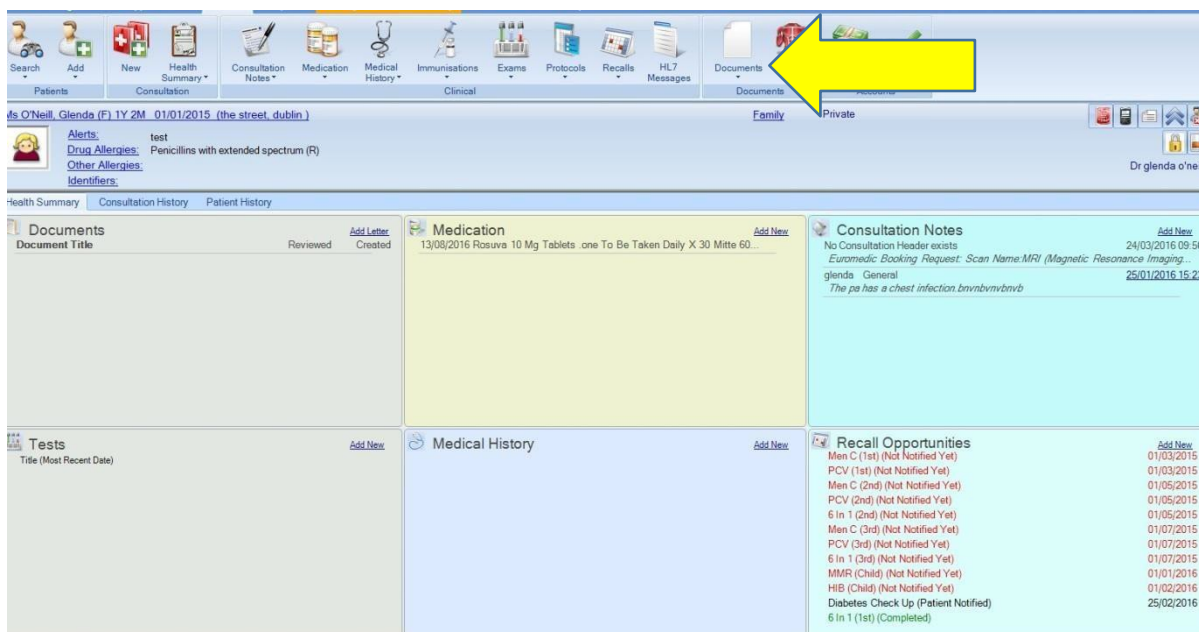 Search
Add
New
Health
Summary
Consultation
Notes
Medication
Medical
History
Immunisations
Exams
Protocols
Recalls
HL7
Messages
Documents
Patients
Consultation
Clinical
Documents
Ms O'Neill, Glenda (F) 1Y 2M 01/01/2015 (the street, dublin )
Family
Private
Alerts: test
Drug Allergies: Penicillins with extended spectrum (R)
Other Allergies:
Identifiers:
Dr glenda
Health Summary Consultation History Patient History
Documents Add Letter
Document Title Reviewed Created
Medication Add New
13/08/2016 Rosuva 10 Mg Tablets .one To Be Taken Daily X 30 Mitte 60...
Consultation Notes Add New
No Consultation Header exists 24/03/2016
Euromedic Booking Request: Scan Name:MRI (Magnetic Resonance Imaging...
glenda General 25/01/2016
The pa has a chest infection.bnvnbvnvbnvb
Tests Add New
Title (Most Recent Date)
Medical History Add New
Recall Opportunities Add New
Men C (1st) (Not Notified Yet) 01/03/2015
PCV (1st) (Not Notified Yet) 01/03/2015
Men C (2nd) (Not Notified Yet) 01/05/2015
PCV (2nd) (Not Notified Yet) 01/05/2015
6 In 1 (2nd) (Not Notified Yet) 01/05/2015
Men C (3rd) (Not Notified Yet) 01/07/2015
PCV (3rd) (Not Notified Yet) 01/07/2015
6 In 1 (3rd) (Not Notified Yet) 01/07/2015
MMR (Child) (Not Notified Yet) 01/01/2016
HIB (Child) (Not Notified Yet) 01/02/2016
Diabetes Check Up (Patient Notified) 25/02/2016
6 In 1 (1st) (Completed)